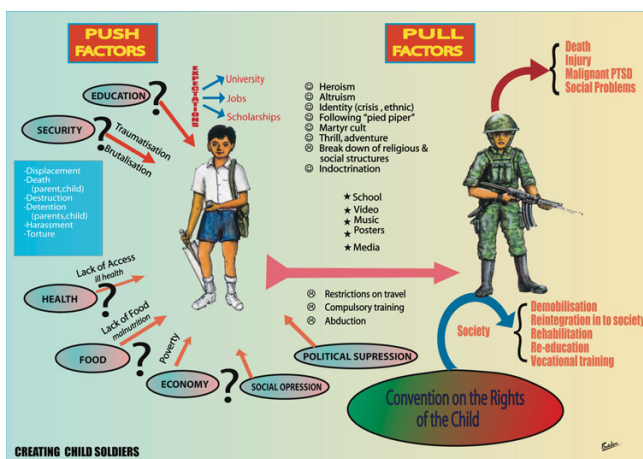 PUSH
FACTORS
PULL
FACTORS
Death
Injury
Malignant PTSD
Social Problems
EXPECTATIONS
University
Jobs
Scholarships
EDUCATION
?
SECURITY
?
Traumatisation
Brutalisation
-Displacement
-Death
(parent,child)
-Destruction
-Detention
(parents,child)
-Harassment
-Torture
Heroism
Altruism
Identity (crisis , ethnic)
Following "pied piper"
Martyr cult
Thrill, adventure
Break down of religious &
social structures
Indoctrination
School
Video
Music
Posters
Media
Lack of Access
ill health
HEALTH
?
Lack of Food
malnutrition
FOOD
?
Poverty
ECONOMY
?
SOCIAL OPRESSION
POLITICAL SUPRESSION
Restrictions on travel
Compulsory training
Abduction
Society
Demobilisation
Reintegration in to society
Rehabilitation
Re-education
Vocational training
Convention on the Rights
of the Child
CREATING CHILD SOLDIERS